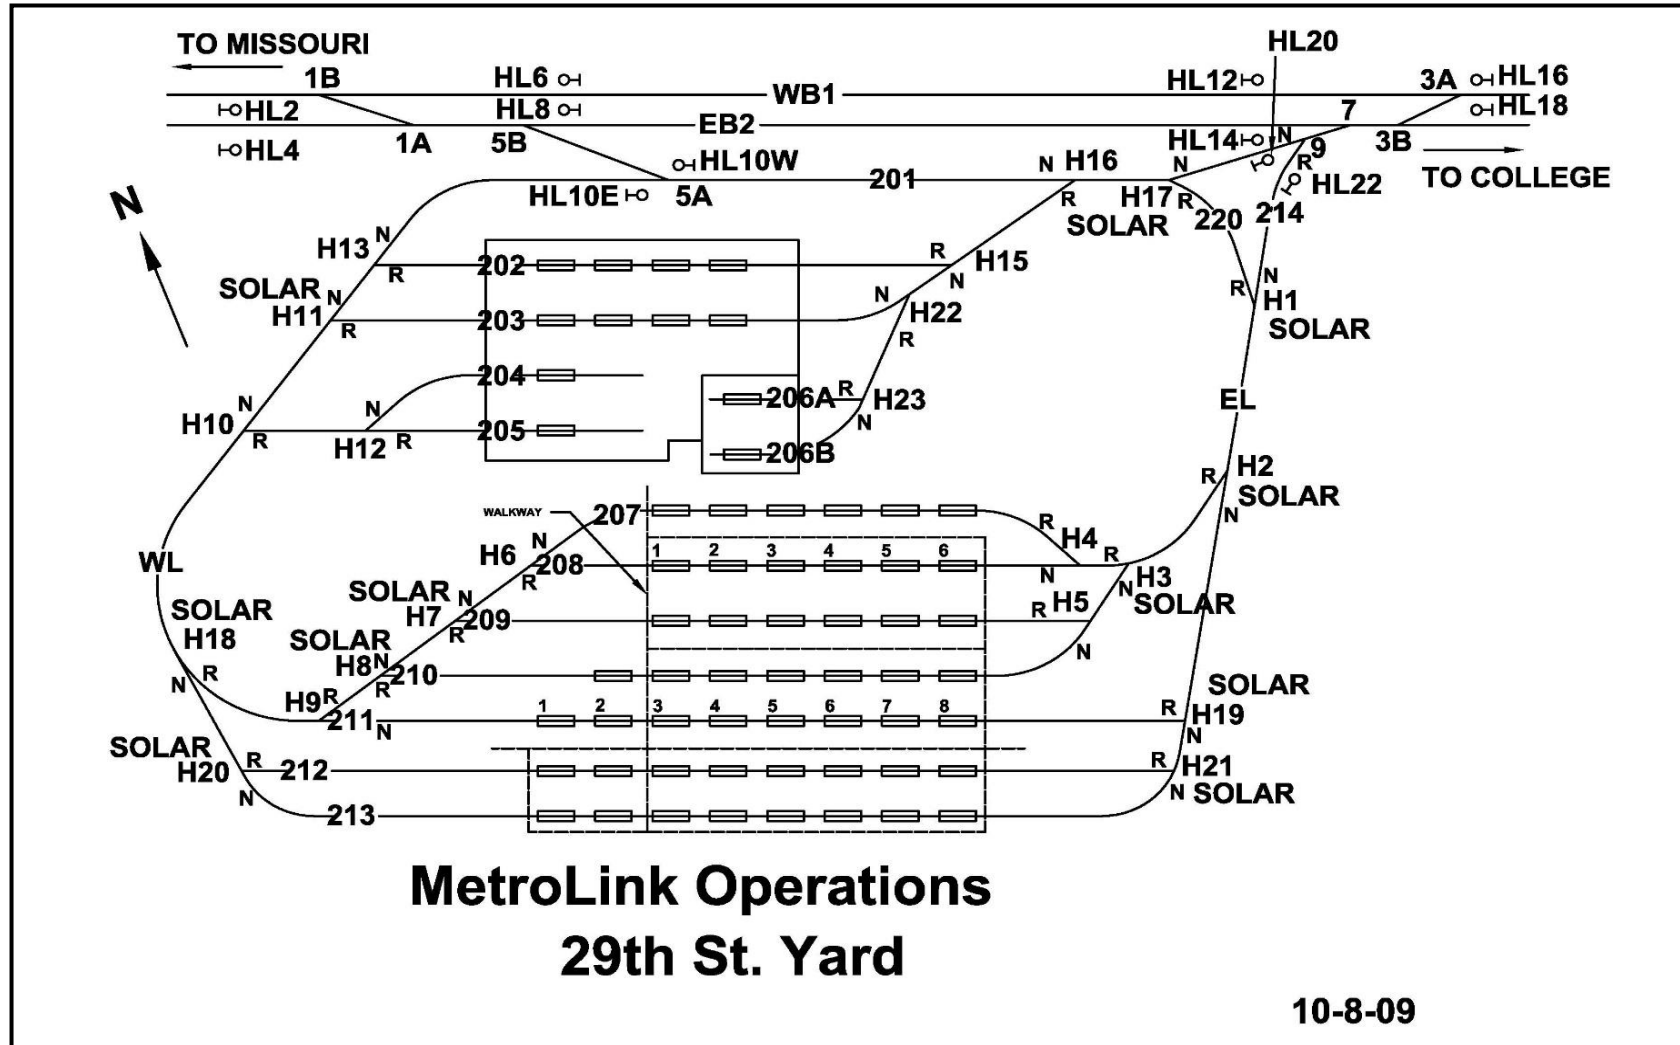 HL20
TO MISSOURI
1B HL6 HL12 3A HL16
WB1
HL2 HL8 7 HL18
EB2
HL4 1A 5B HL14 N 9 3B
HL10W N H16 N R TO COLLEGE
201
N HL10E 5A R H17 R HL22
220 214
SOLAR
N
H13 R 202 R H15
N
SOLAR N N N
H11 R 203 H22 R H1
R SOLAR
204
N 206A R EL
H10 N H23
R H12 R 205 N
206B
R H2
SOLAR
N
WALKWAY 207 R
H6 N H4 R
WL 208 1 2 3 4 5 6
R N H3
SOLAR N N SOLAR
SOLAR H7 209 R H5
H18 R
SOLAR N
R H8 N 210
N R
SOLAR
H9 R 1 2 3 4 5 6 7 8 R H19
211 N N
SOLAR
H20 R 212 R H21
N N SOLAR
213
MetroLink Operations
29th St. Yard
10-8-09